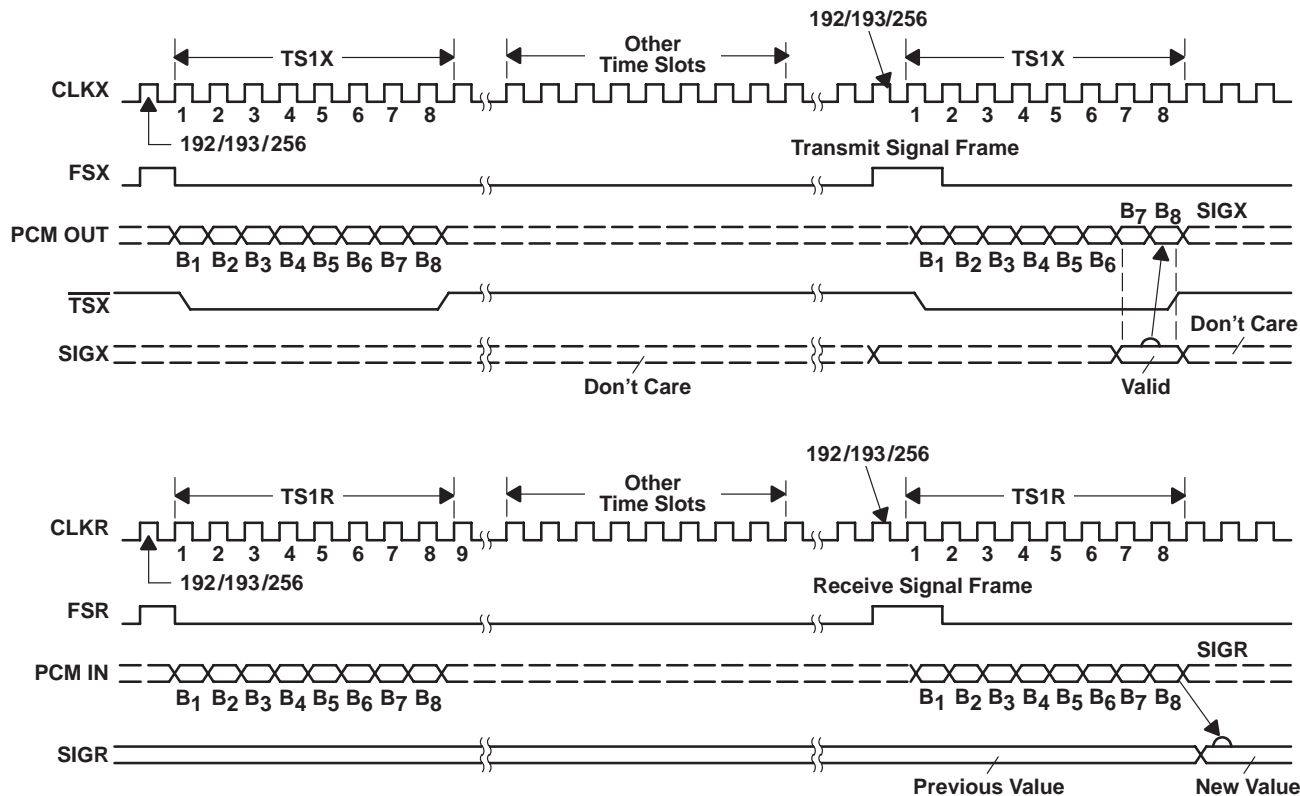 192/193/256
TS1X
Other
Time Slots
TS1X
CLKX
1 2 3 4 5 6 7 8
1 2 3 4 5 6 7 8
192/193/256
Transmit Signal Frame
FSX
B7 B8 SIGX
PCM OUT
B1 B2 B3 B4 B5 B6 B7 B8
B1 B2 B3 B4 B5 B6
TSX
Don't Care
SIGX
Don't Care
Valid
192/193/256
TS1R
Other
Time Slots
TS1R
CLKR
1 2 3 4 5 6 7 8 9
1 2 3 4 5 6 7 8
192/193/256
Receive Signal Frame
FSR
SIGR
PCM IN
B1 B2 B3 B4 B5 B6 B7 B8
B1 B2 B3 B4 B5 B6 B7 B8
SIGR
Previous Value
New Value